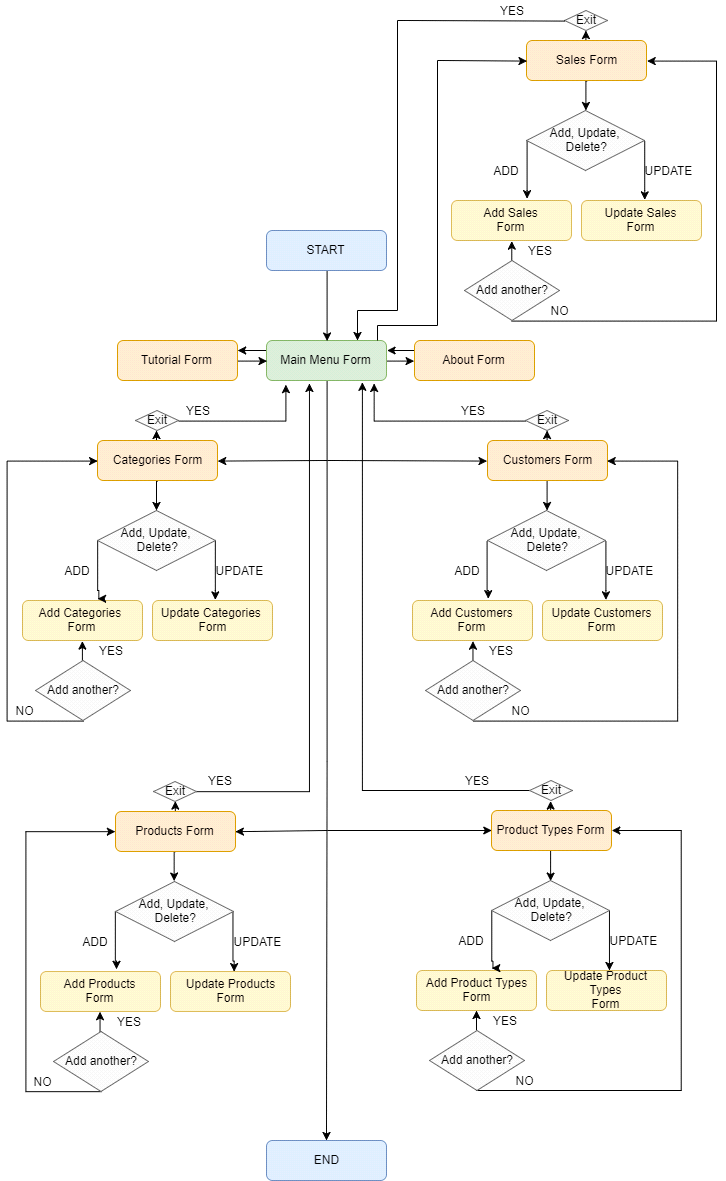 YES
Exit
Sales Form
Add, Update,
Delete?
ADD
UPDATE
Add Sales
Form
Update Sales
Form
YES
Add another?
NO
START
Tutorial Form
Main Menu Form
About Form
Exit
YES
Categories Form
Add, Update,
Delete?
ADD
UPDATE
Add Categories
Form
Update Categories
Form
YES
Add another?
NO
YES
Exit
Customers Form
Add, Update,
Delete?
ADD
UPDATE
Add Customers
Form
Update Customers
Form
YES
Add another?
NO
YES
Exit
Products Form
Add, Update,
Delete?
ADD
UPDATE
Add Products
Form
Update Products
Form
YES
Add another?
NO
YES
Exit
Product Types Form
Add, Update,
Delete?
ADD
UPDATE
Add Product Types
Form
Update Product
Types
Form
YES
Add another?
NO
END